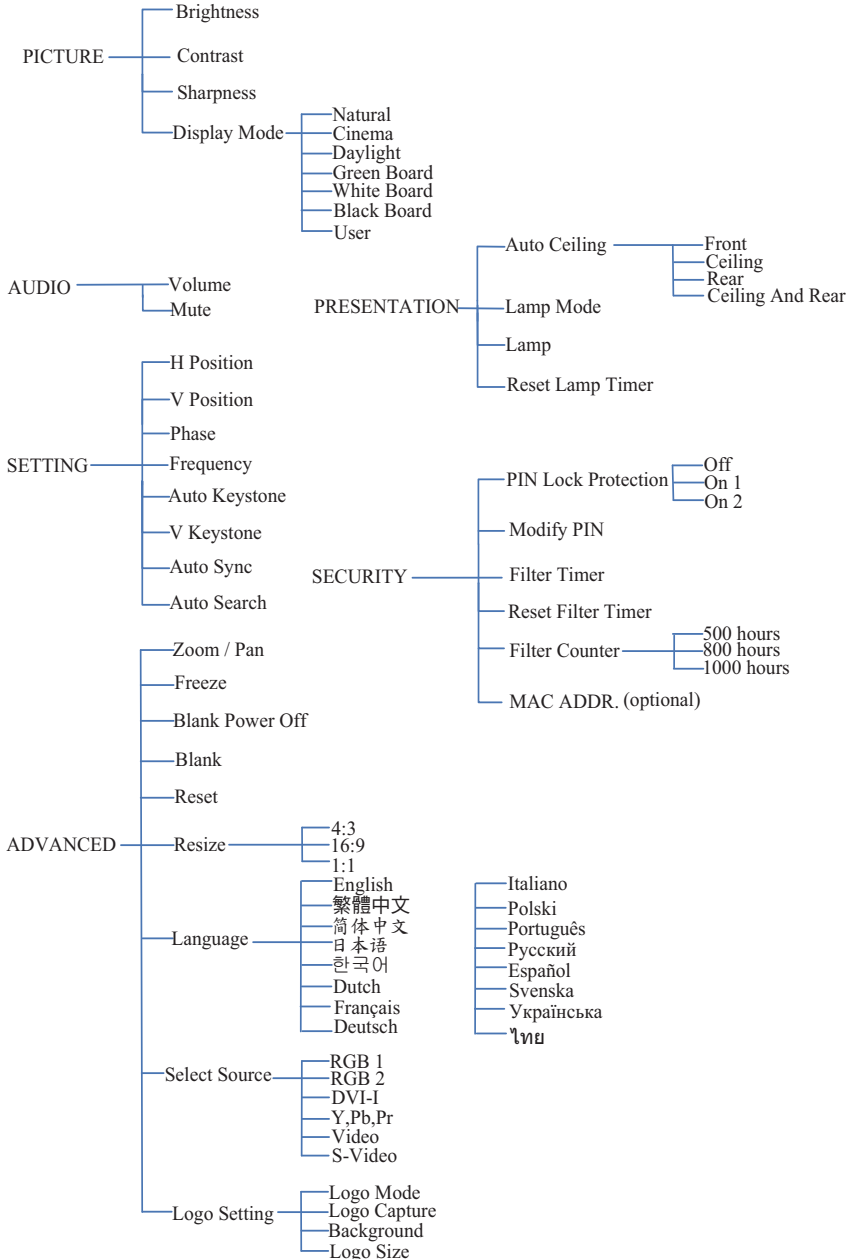 PICTURE
Brightness
Contrast
Sharpness
Display Mode
Natural
Cinema
Daylight
Green Board
White Board
Black Board
User
AUDIO
Volume
Mute
SETTING
H Position
V Position
Phase
Frequency
Auto Keystone
V Keystone
Auto Sync
Auto Search
ADVANCED
Zoom / Pan
Freeze
Blank Power Off
Blank
Reset
Resize
4:3
16:9
1:1
Language
English
繁體中文
简体中文
日本语
한국어
Dutch
Français
Deutsch
Italiano
Polski
Português
Русский
Español
Svenska
Українська
ไทย
Select Source
RGB 1
RGB 2
DVI-I
Y,Pb,Pr
Video
S-Video
Logo Setting
Logo Mode
Logo Capture
Background
Logo Size
PRESENTATION
Auto Ceiling
Front
Ceiling
Rear
Ceiling And Rear
Lamp Mode
Lamp
Reset Lamp Timer
SECURITY
PIN Lock Protection
Off
On 1
On 2
Modify PIN
Filter Timer
Reset Filter Timer
Filter Counter
500 hours
800 hours
1000 hours
MAC ADDR. (optional)